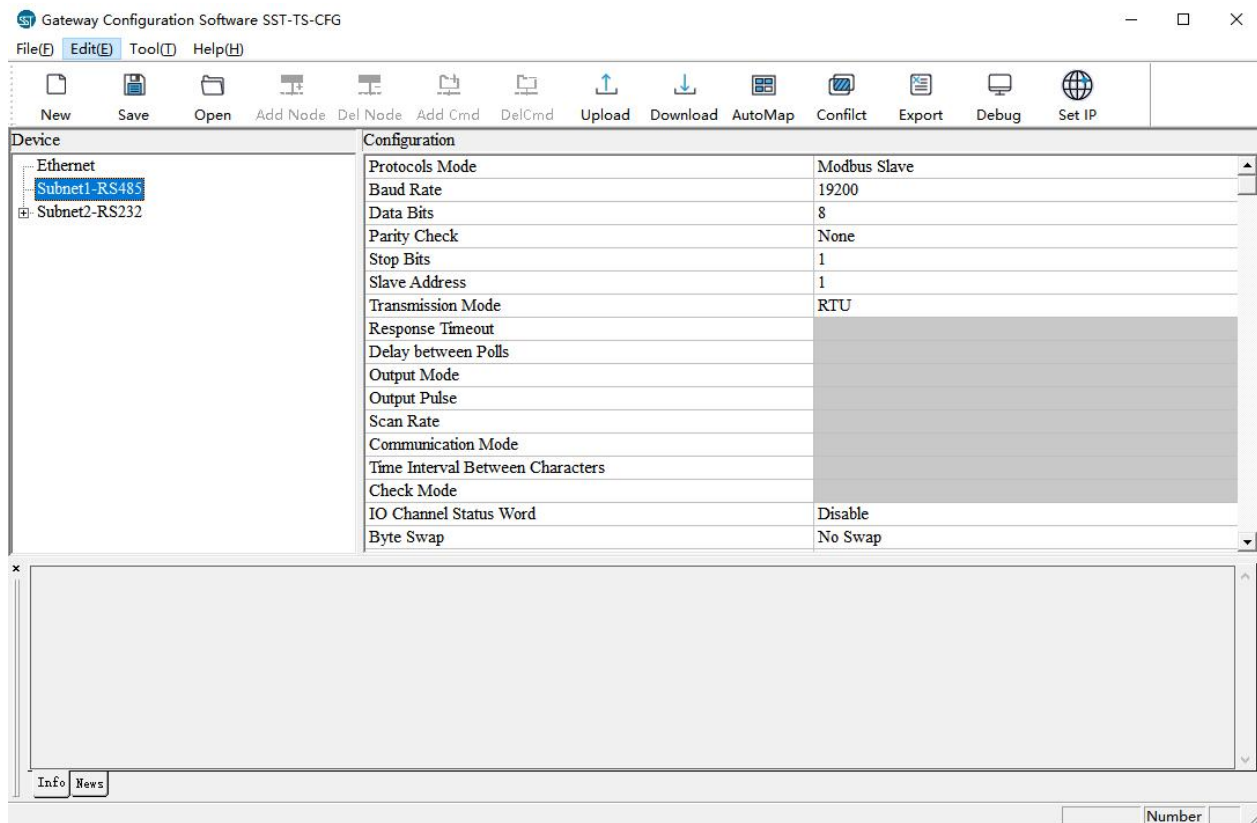 SST Gateway Configuration Software SST-TS-CFG
File(F) Edit(E) Tool(T) Help(H)
New Save Open Add Node Del Node Add Cmd DelCmd Upload Download AutoMap Confilct Export Debug Set IP
Device Configuration
Ethernet
Subnet1-RS485
Subnet2-RS232
Protocols Mode Modbus Slave
Baud Rate 19200
Data Bits 8
Parity Check None
Stop Bits 1
Slave Address 1
Transmission Mode RTU
Response Timeout
Delay between Polls
Output Mode
Output Pulse
Scan Rate
Communication Mode
Time Interval Between Characters
Check Mode
IO Channel Status Word Disable
Byte Swap No Swap
Info News
Number